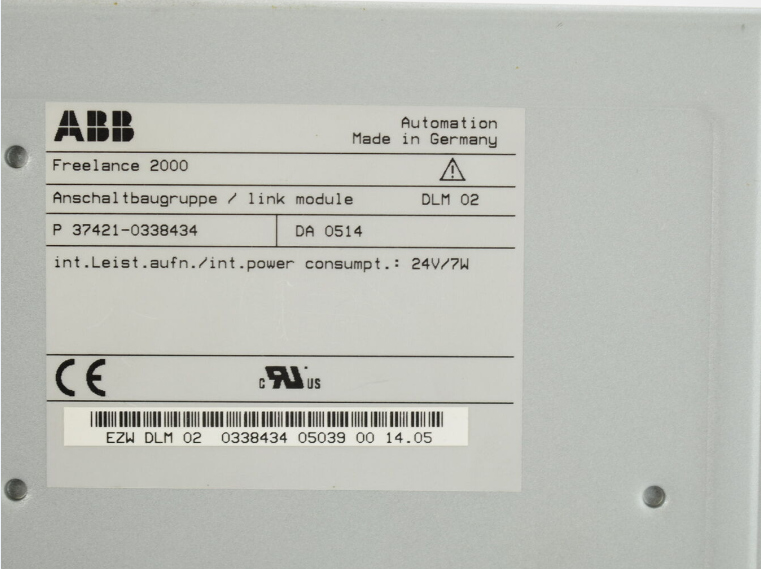 ABB
Automation
Made in Germany
Freelance 2000
Anschaltbaugruppe / link module DLM 02
P 37421-0338434 DA 0514
int.Leist.aufn./int.power consumpt.: 24V/7W
CE
c RU us
EZW DLM 02 0338434 05039 00 14.05